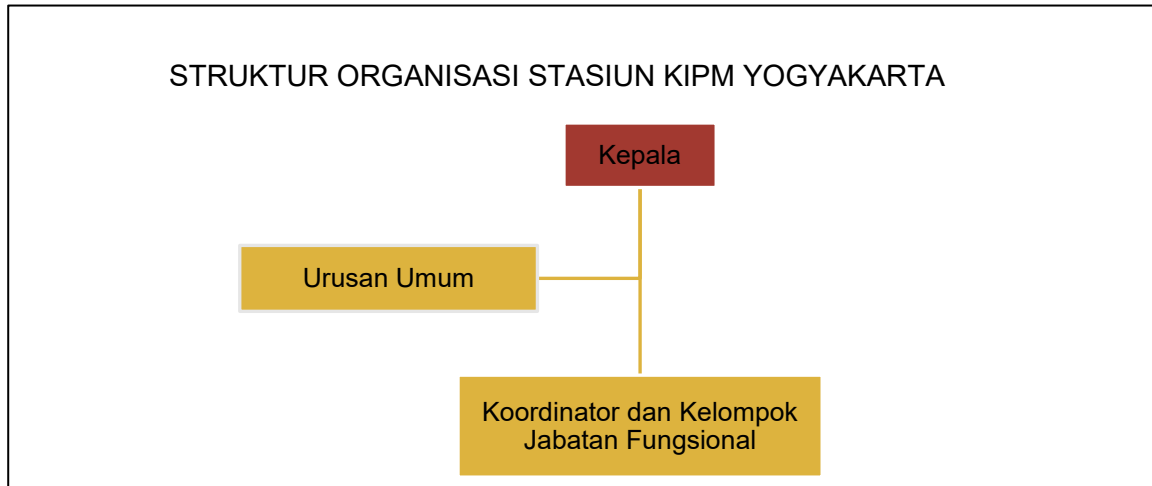 STRUKTUR ORGANISASI STASIUN KIPM YOGYAKARTA
Kepala
Urusan Umum
Koordinator dan Kelompok
Jabatan Fungsional